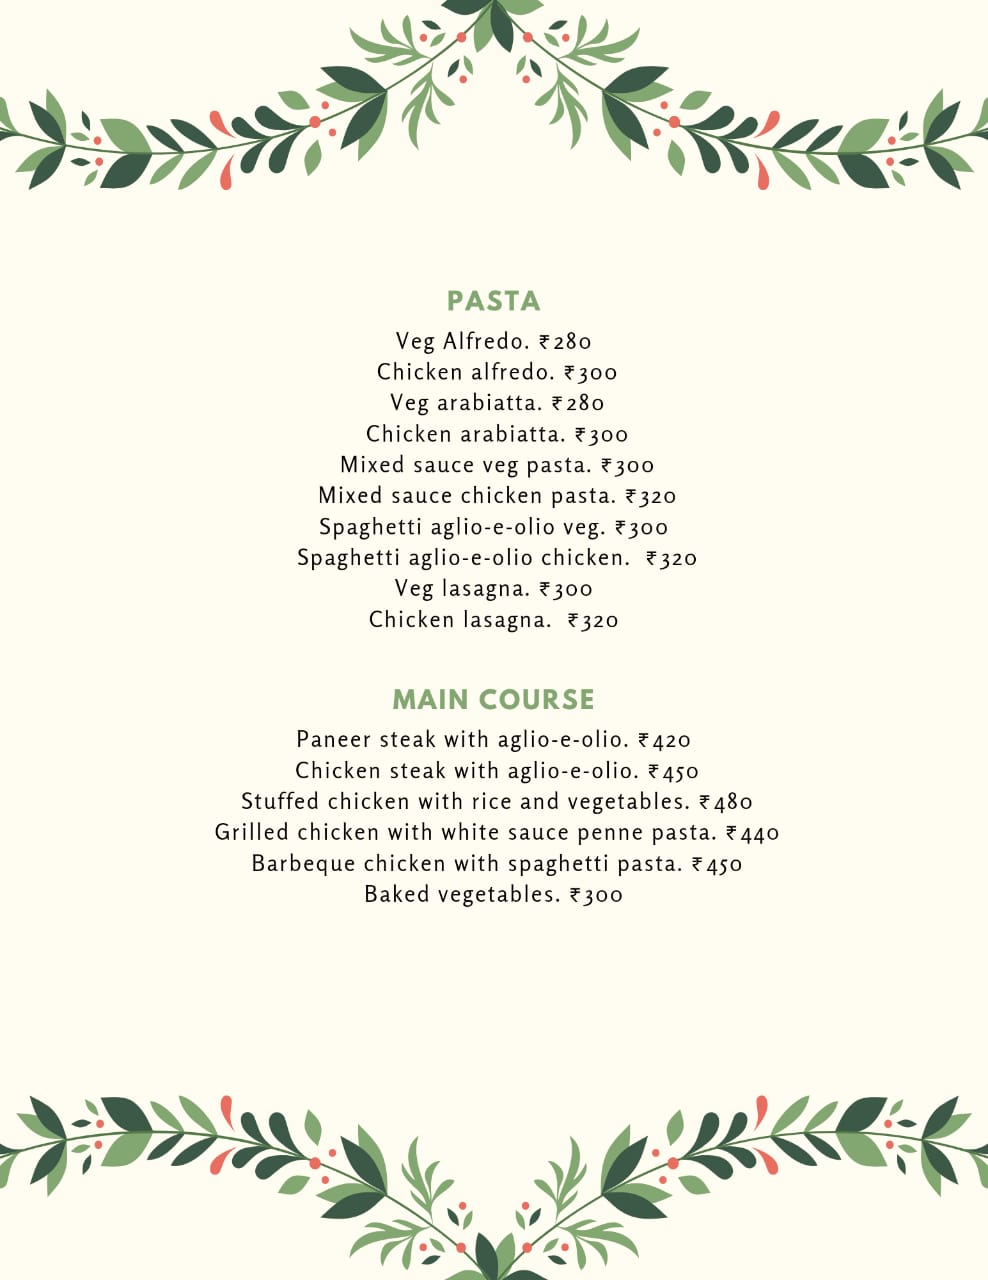 PASTA
Veg Alfredo. ₹280
Chicken alfredo. ₹300
Veg arabiatta. ₹280
Chicken arabiatta. ₹300
Mixed sauce veg pasta. ₹300
Mixed sauce chicken pasta. ₹320
Spaghetti aglio-e-olio veg. ₹300
Spaghetti aglio-e-olio chicken. ₹320
Veg lasagna. ₹300
Chicken lasagna. ₹320
MAIN COURSE
Paneer steak with aglio-e-olio. ₹420
Chicken steak with aglio-e-olio. ₹450
Stuffed chicken with rice and vegetables. ₹480
Grilled chicken with white sauce penne pasta. ₹440
Barbeque chicken with spaghetti pasta. ₹450
Baked vegetables. ₹300